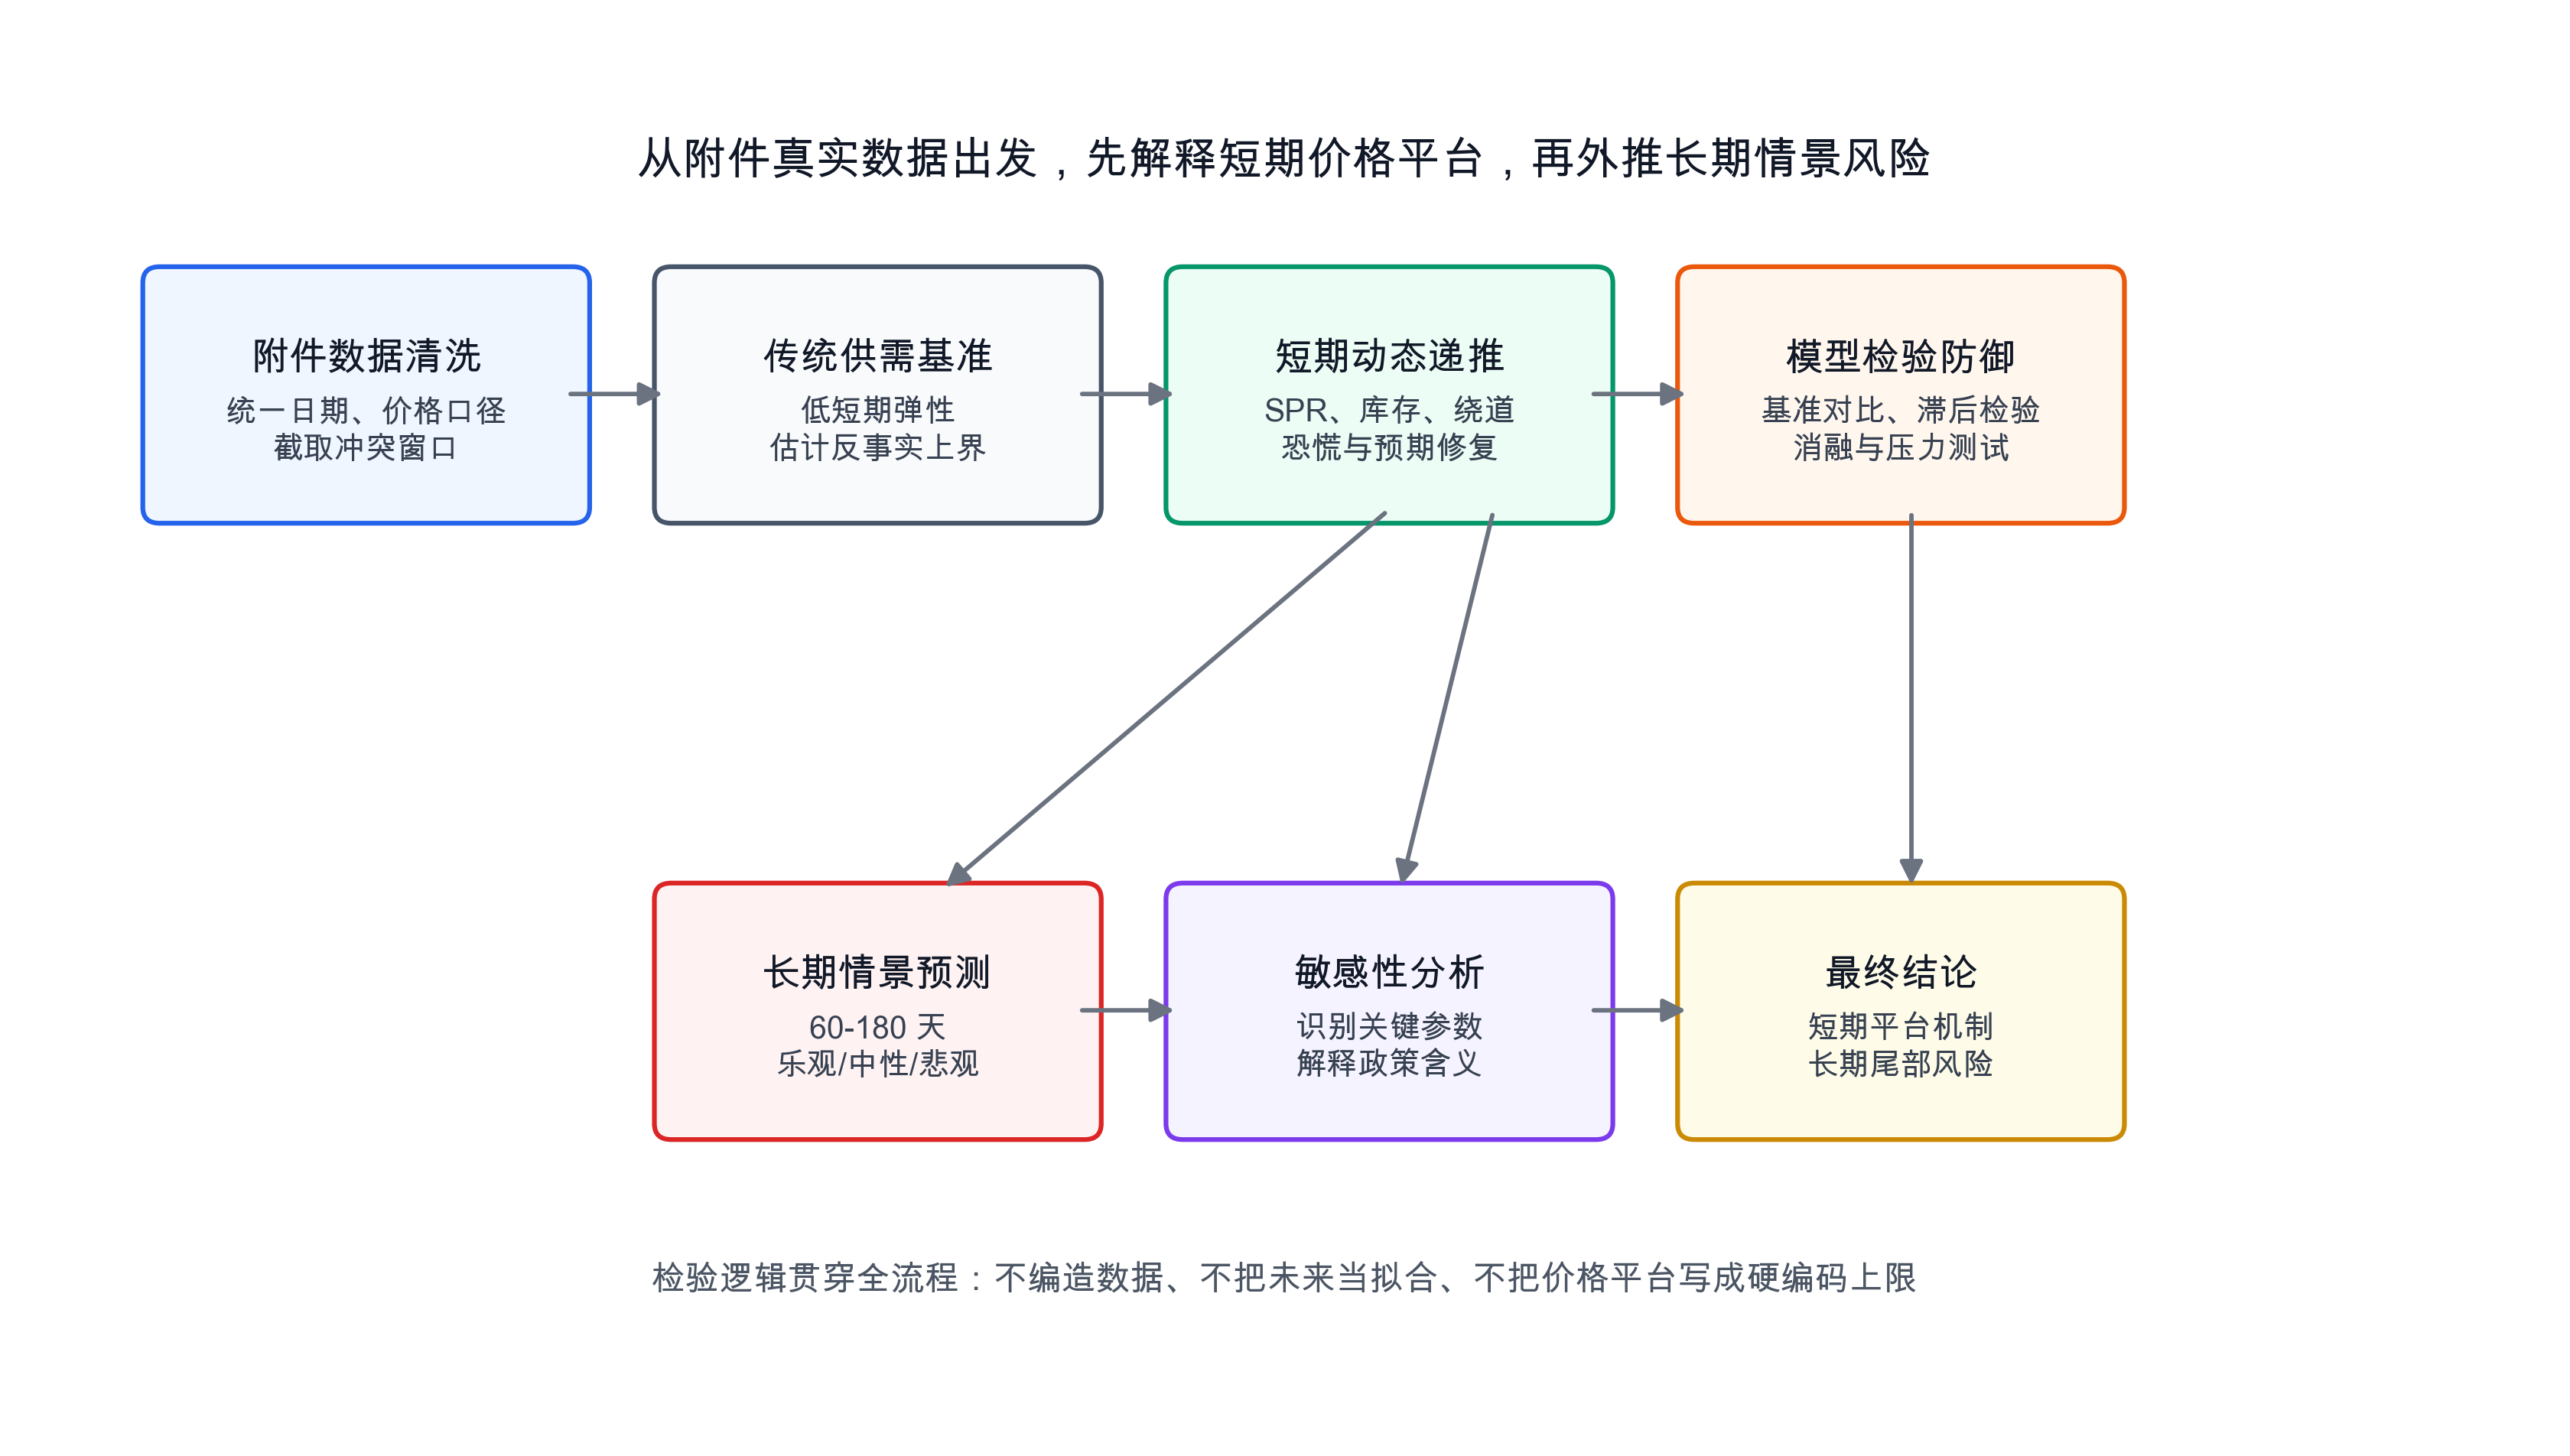 从附件真实数据出发，先解释短期价格平台，再外推长期情景风险
附件数据清洗
统一日期、价格口径
截取冲突窗口
传统供需基准
低短期弹性
估计反事实上界
短期动态递推
SPR、库存、绕道
恐慌与预期修复
模型检验防御
基准对比、滞后检验
消融与压力测试
长期情景预测
60-180 天
乐观/中性/悲观
敏感性分析
识别关键参数
解释政策含义
最终结论
短期平台机制
长期尾部风险
检验逻辑贯穿全流程：不编造数据、不把未来当拟合、不把价格平台写成硬编码上限